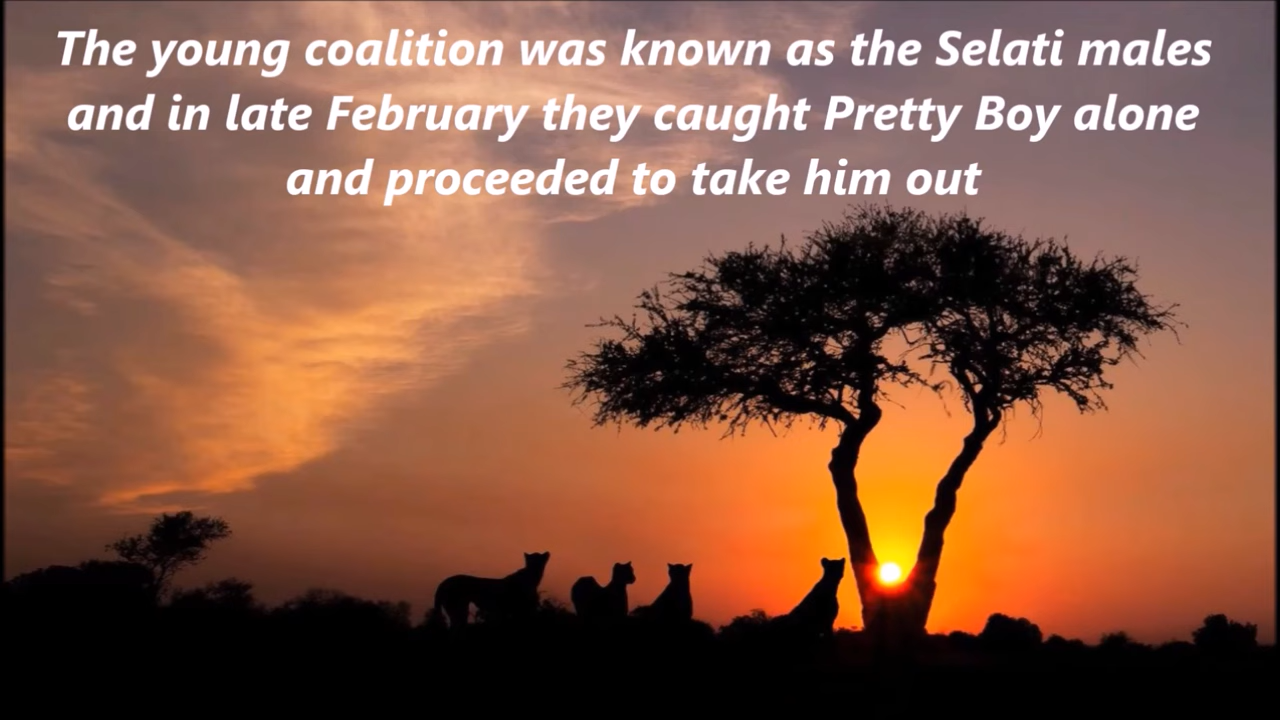 The young coalition was known as the Selati males
and in late February they caught Pretty Boy alone
and proceeded to take him out